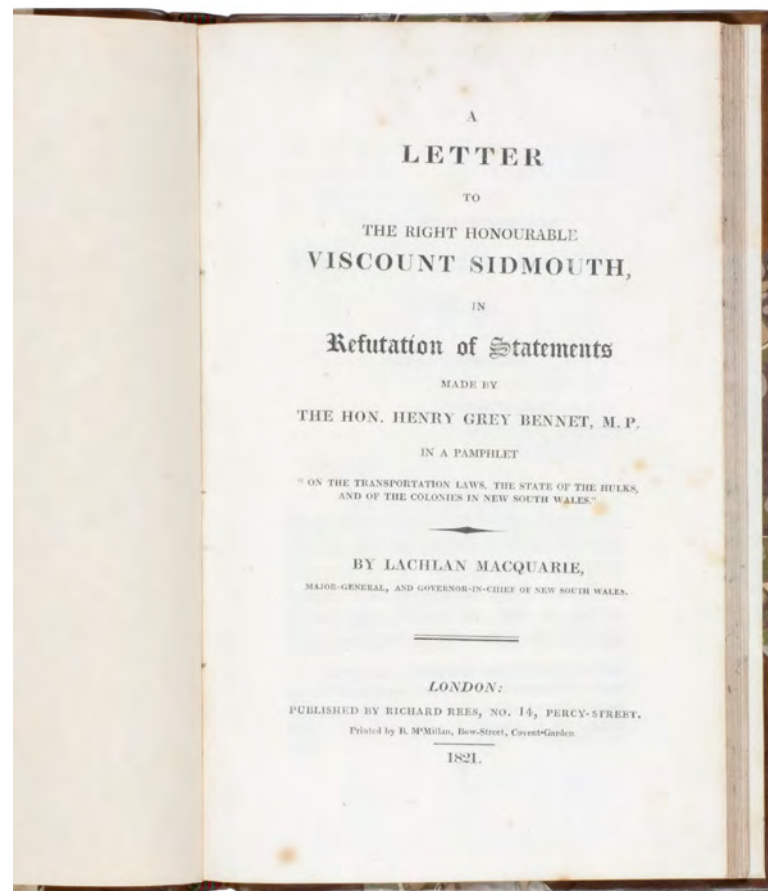 A
LETTER
TO
THE RIGHT HONOURABLE
VISCOUNT SIDMOUTH,
IN
Refutation of Statements
MADE BY
THE HON. HENRY GREY BENNET, M. P.
IN A PAMPHLET
" ON THE TRANSPORTATION LAWS, THE STATE OF THE HULKS,
AND OF THE COLONIES IN NEW SOUTH WALES."
BY LACHLAN MACQUARIE,
MAJOR-GENERAL, AND GOVERNOR-IN-CHIEF OF NEW SOUTH WALES.
LONDON:
PUBLISHED BY RICHARD REES, NO. 14, PERCY-STREET.
Printed by B. McMillan, Bow-Street, Covent-Garden
1821.